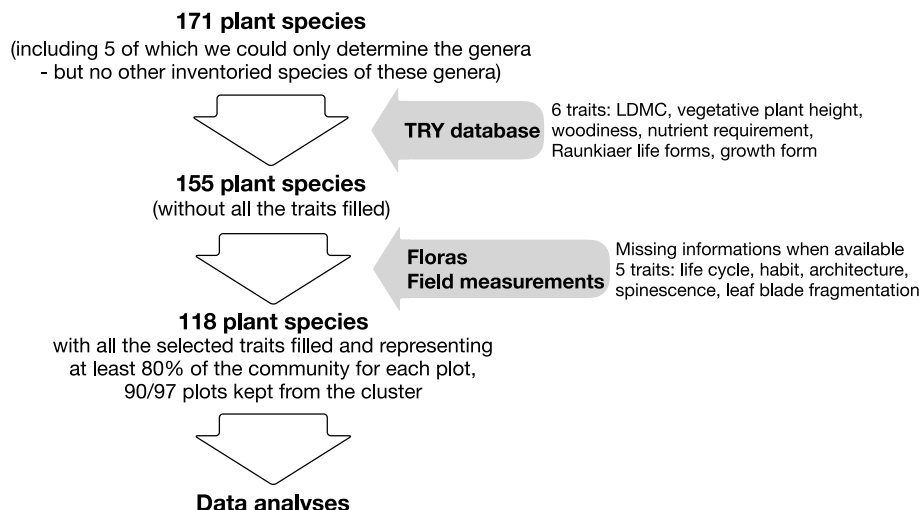 171 plant species
(including 5 of which we could only determine the genera
- but no other inventoried species of these genera)
TRY database
6 traits: LDMC, vegetative plant height,
woodiness, nutrient requirement,
Raunkiaer life forms, growth form
155 plant species
(without all the traits filled)
Floras
Field measurements
Missing informations when available
5 traits: life cycle, habit, architecture,
spinescence, leaf blade fragmentation
118 plant species
with all the selected traits filled and representing
at least 80% of the community for each plot,
90/97 plots kept from the cluster
Data analyses